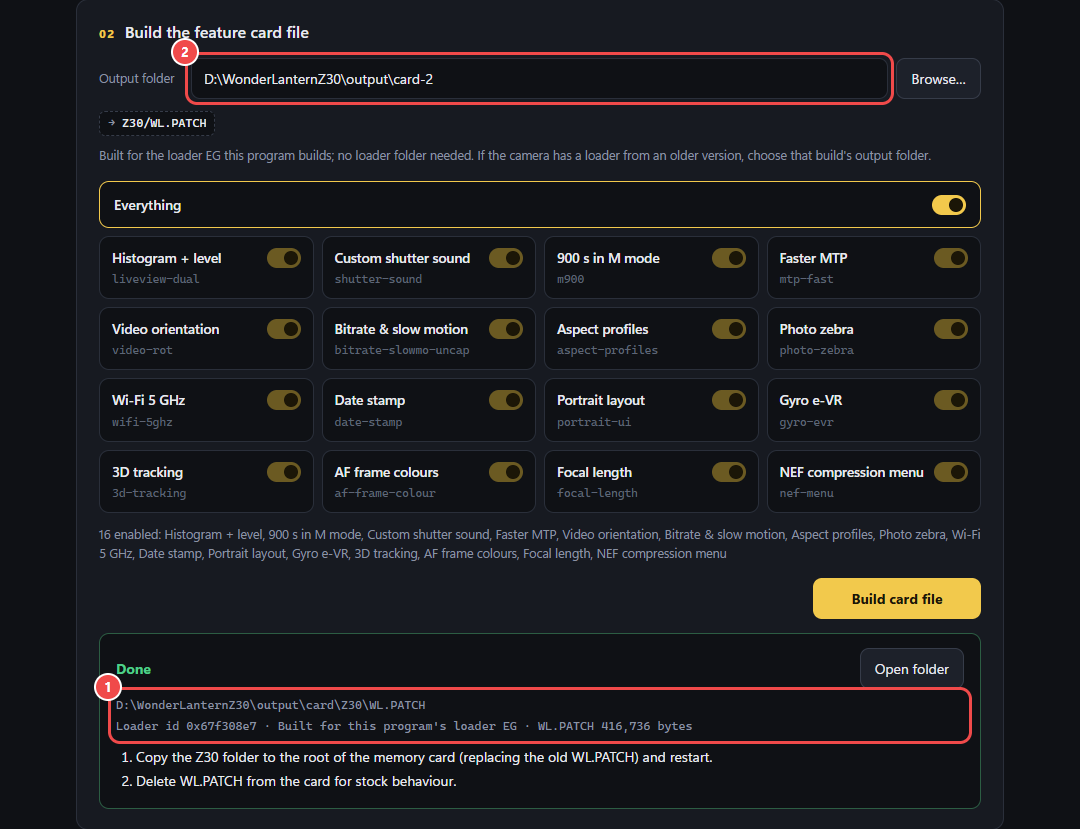 02 Build the feature card file
2
Output folder
D:\WonderLanternZ30\output\card-2
Browse...
→ Z30/WL.PATCH
Built for the loader EG this program builds; no loader folder needed. If the camera has a loader from an older version, choose that build's output folder.
Everything
Histogram + level
liveview-dual
Custom shutter sound
shutter-sound
900 s in M mode
m900
Faster MTP
mtp-fast
Video orientation
video-rot
Bitrate & slow motion
bitrate-slowmo-uncap
Aspect profiles
aspect-profiles
Photo zebra
photo-zebra
Wi-Fi 5 GHz
wifi-5ghz
Date stamp
date-stamp
Portrait layout
portrait-ui
Gyro e-VR
gyro-evr
3D tracking
3d-tracking
AF frame colours
af-frame-colour
Focal length
focal-length
NEF compression menu
nef-menu
16 enabled: Histogram + level, 900 s in M mode, Custom shutter sound, Faster MTP, Video orientation, Bitrate & slow motion, Aspect profiles, Photo zebra, Wi-Fi
5 GHz, Date stamp, Portrait layout, Gyro e-VR, 3D tracking, AF frame colours, Focal length, NEF compression menu
Build card file
Done
Open folder
1
D:\WonderLanternZ30\output\card\Z30\WL.PATCH
Loader id 0x67f308e7 · Built for this program's loader EG · WL.PATCH 416,736 bytes
1. Copy the Z30 folder to the root of the memory card (replacing the old WL.PATCH) and restart.
2. Delete WL.PATCH from the card for stock behaviour.